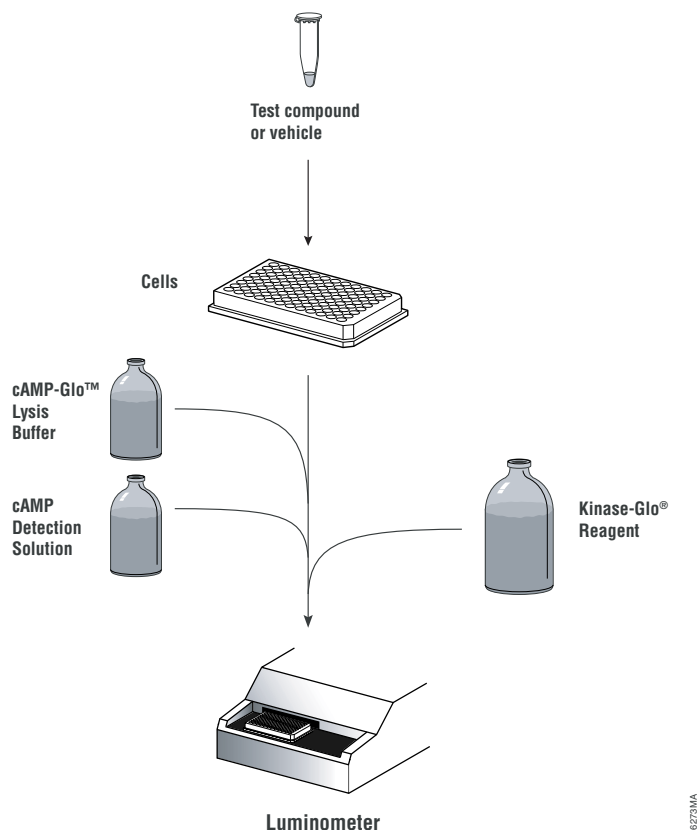 Test compound
or vehicle
Cells
cAMP-Glo™
Lysis
Buffer
cAMP
Detection
Solution
Kinase-Glo®
Reagent
Luminometer
6273MA